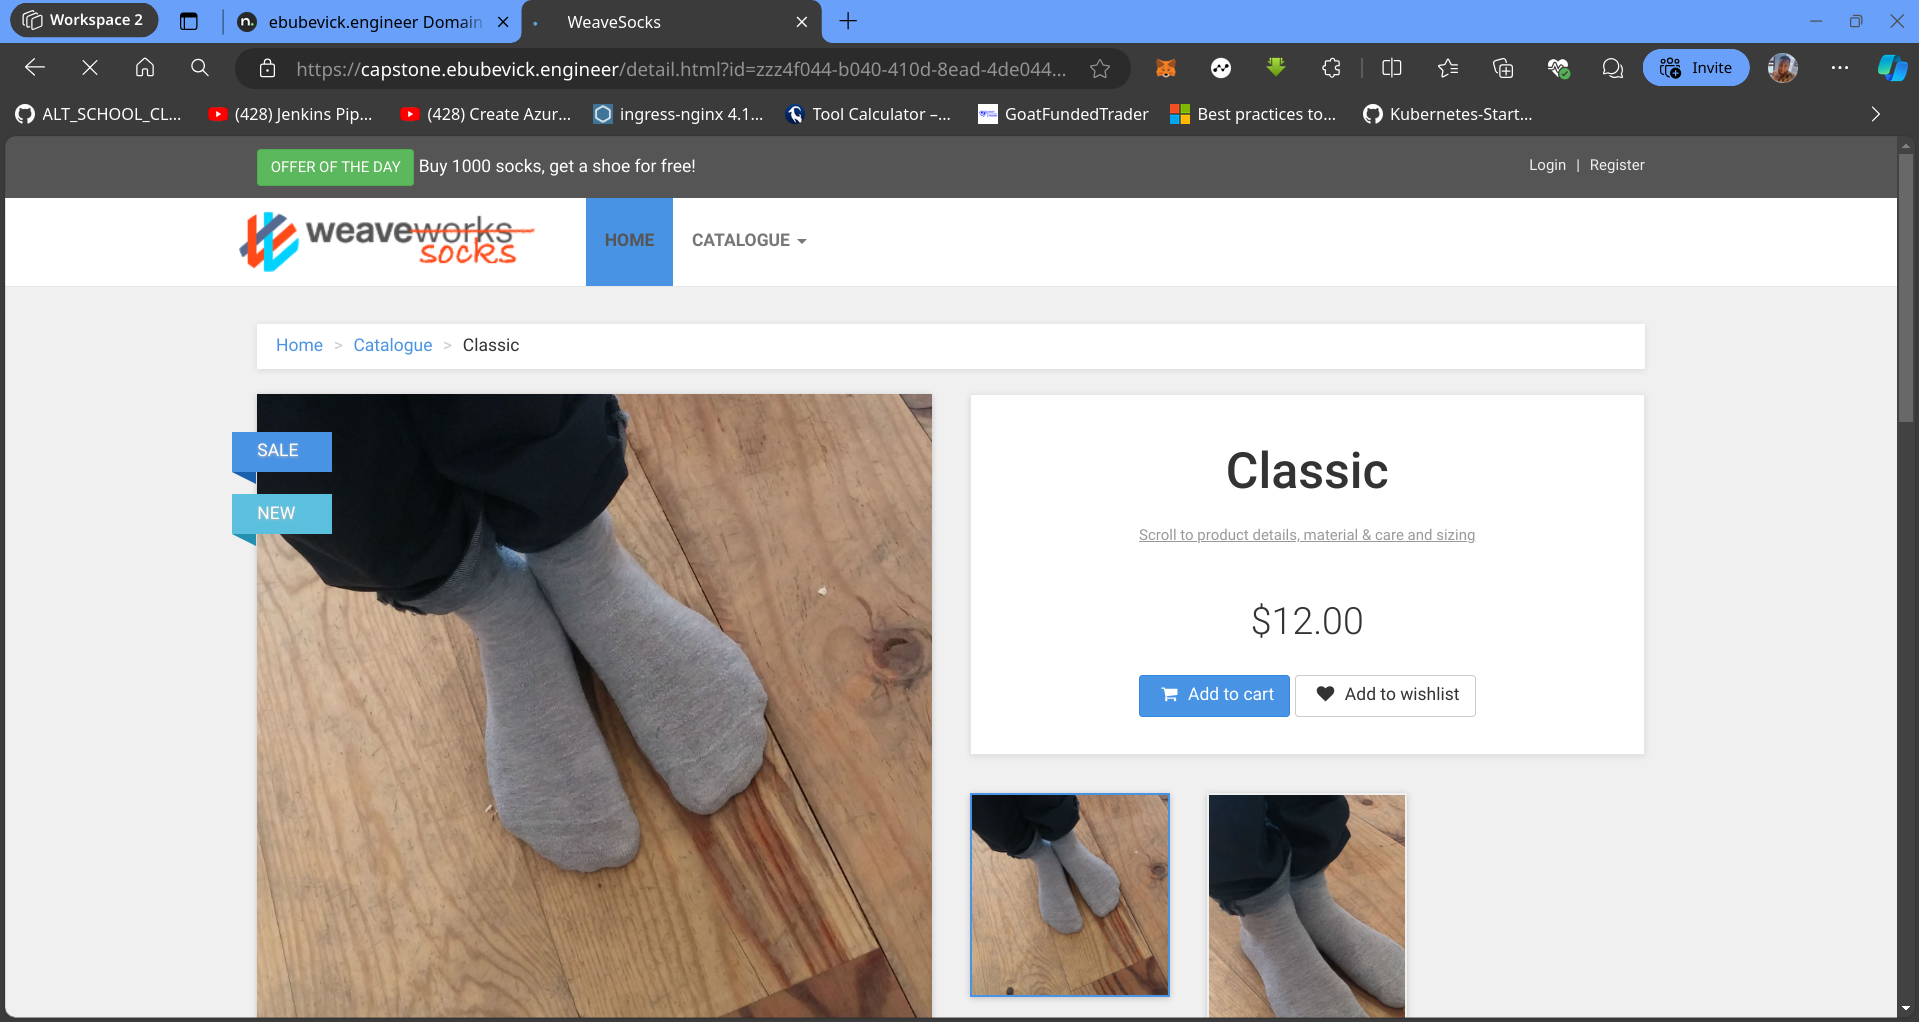 Workspace 2
ebubevick.engineer Domain
WeaveSocks
https://capstone.ebubevick.engineer/detail.html?id=zzz4f044-b040-410d-8ead-4de044...
Invite
ALT_SCHOOL_CL...
(428) Jenkins Pip...
(428) Create Azur...
ingress-nginx 4.1...
Tool Calculator –...
GoatFundedTrader
Best practices to...
Kubernetes-Start...
OFFER OF THE DAY Buy 1000 socks, get a shoe for free!
Login | Register
weaveworks
socks
HOME
CATALOGUE
Home > Catalogue > Classic
SALE
NEW
Classic
Scroll to product details, material & care and sizing
$12.00
Add to cart
Add to wishlist